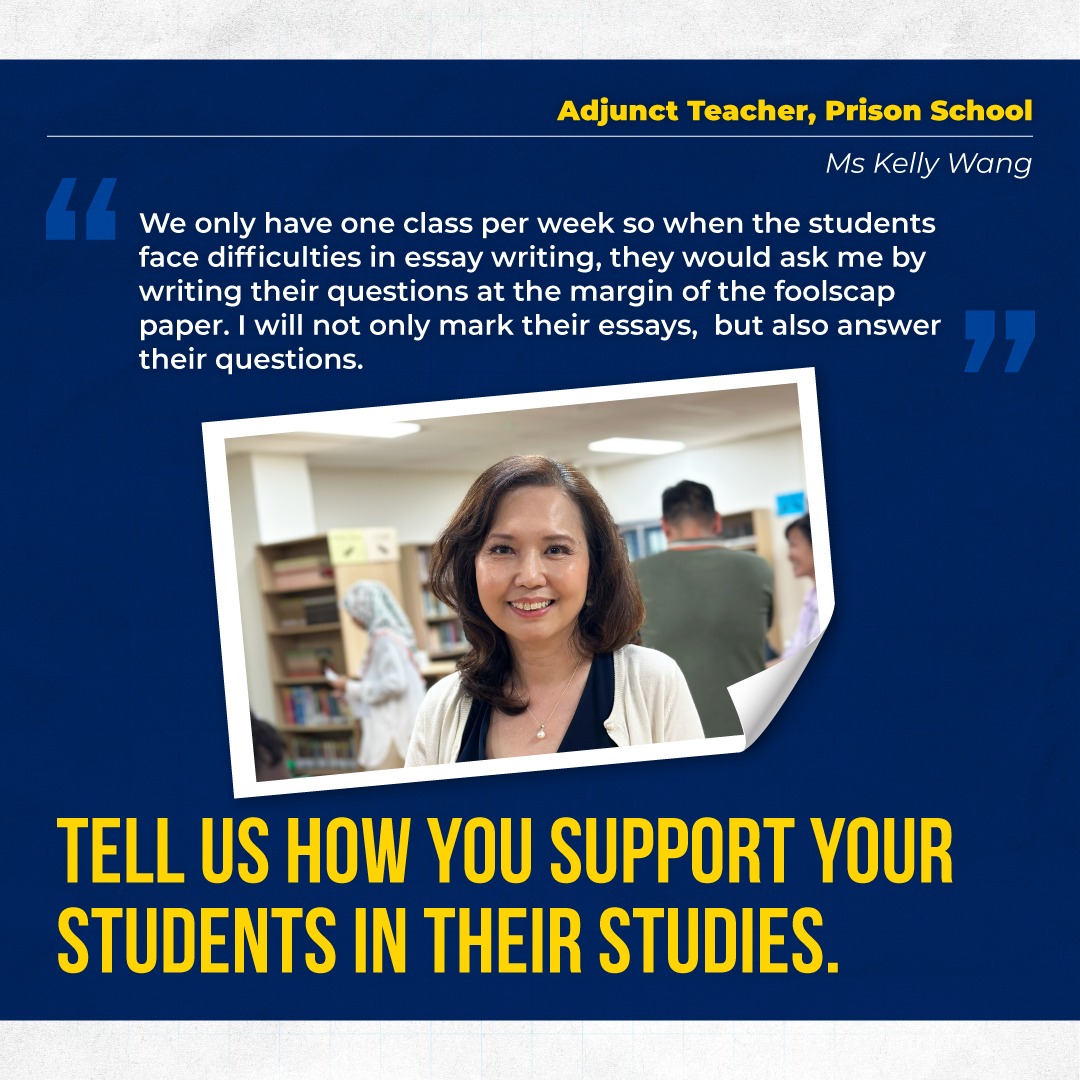 Adjunct Teacher, Prison School
Ms Kelly Wang
“
We only have one class per week so when the students
face difficulties in essay writing, they would ask me by
writing their questions at the margin of the foolscap
paper. I will not only mark their essays,  but also answer
their questions.
”
TELL US HOW YOU SUPPORT YOUR
STUDENTS IN THEIR STUDIES.